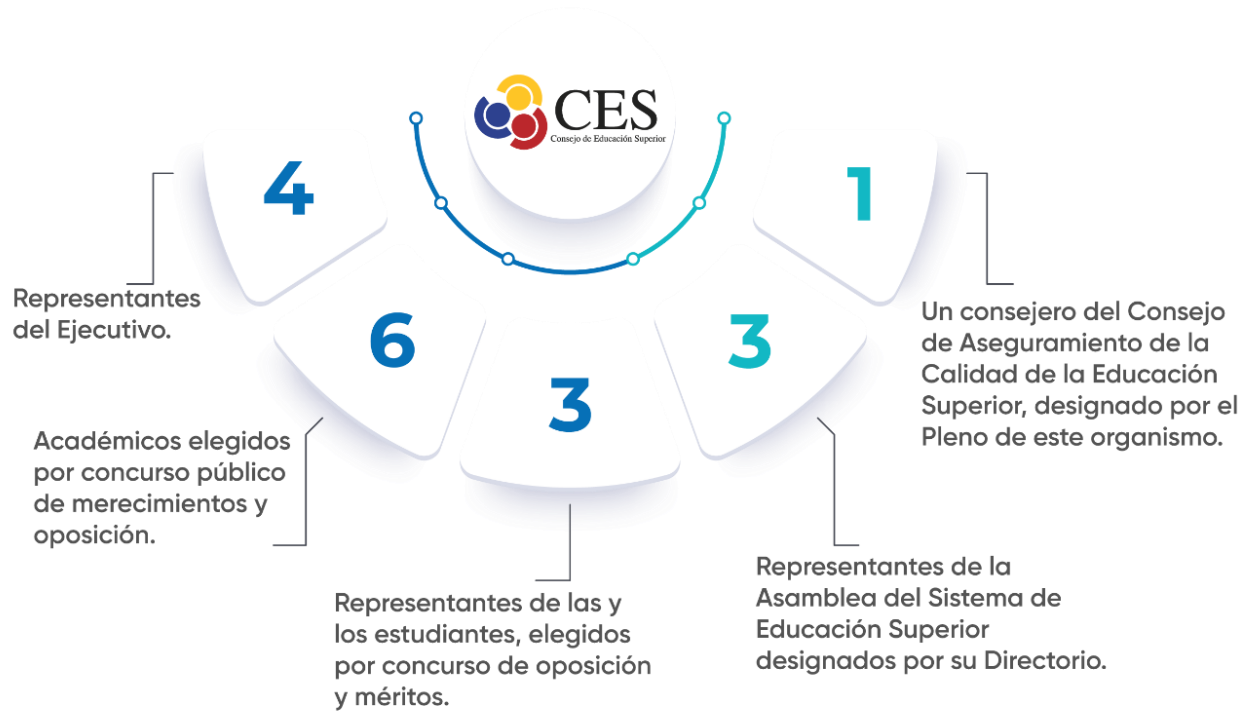 CES
Consejo de Educación Superior
4
Representantes
del Ejecutivo.
6
Académicos elegidos
por concurso público
de merecimientos y
oposición.
3
Representantes de las y
los estudiantes, elegidos
por concurso de oposición
y méritos.
3
Representantes de la
Asamblea del Sistema de
Educación Superior
designados por su Directorio.
1
Un consejero del Consejo
de Aseguramiento de la
Calidad de la Educación
Superior, designado por el
Pleno de este organismo.